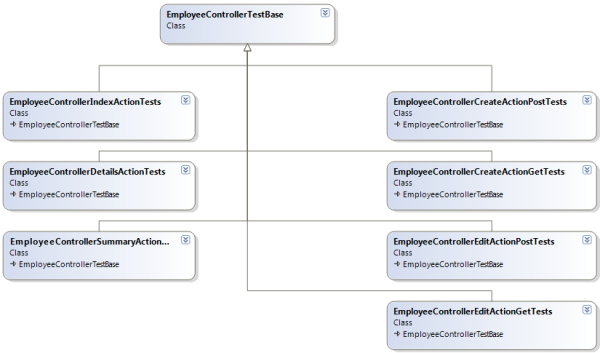 EmployeeControllerTestBase
Class
EmployeeControllerIndexActionTests
Class
EmployeeControllerTestBase
EmployeeControllerCreateActionPostTests
Class
EmployeeControllerTestBase
EmployeeControllerDetailsActionTests
Class
EmployeeControllerTestBase
EmployeeControllerCreateActionGetTests
Class
EmployeeControllerTestBase
EmployeeControllerSummaryAction...
Class
EmployeeControllerTestBase
EmployeeControllerEditActionPostTests
Class
EmployeeControllerTestBase
EmployeeControllerEditActionGetTests
Class
EmployeeControllerTestBase